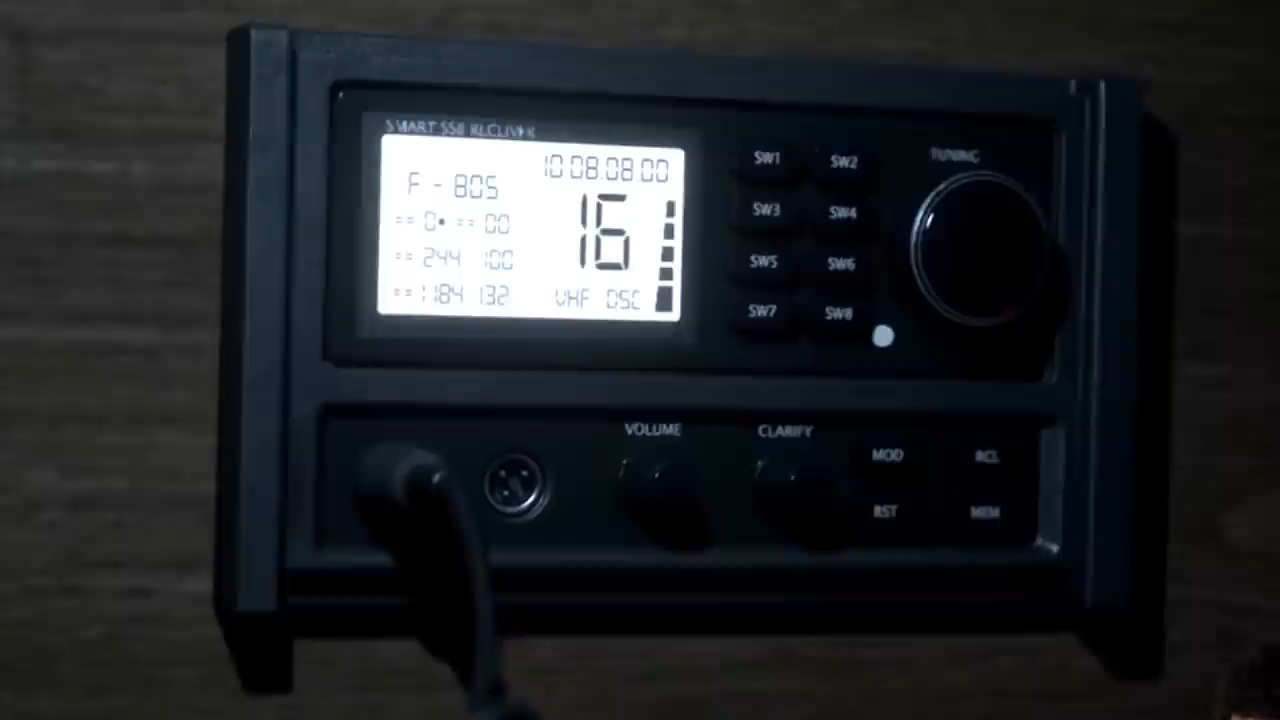 SMART SSB RECEIVER
10:08.08 00
F - 805
16
== 0• == 00
== 244 100
==:1184 132
VHF DSC
SW1 SW2
SW3 SW4
SW5 SW6
SW7 SW8
TUNING
VOLUME
CLARIFY
MOD RCL
RST MEM